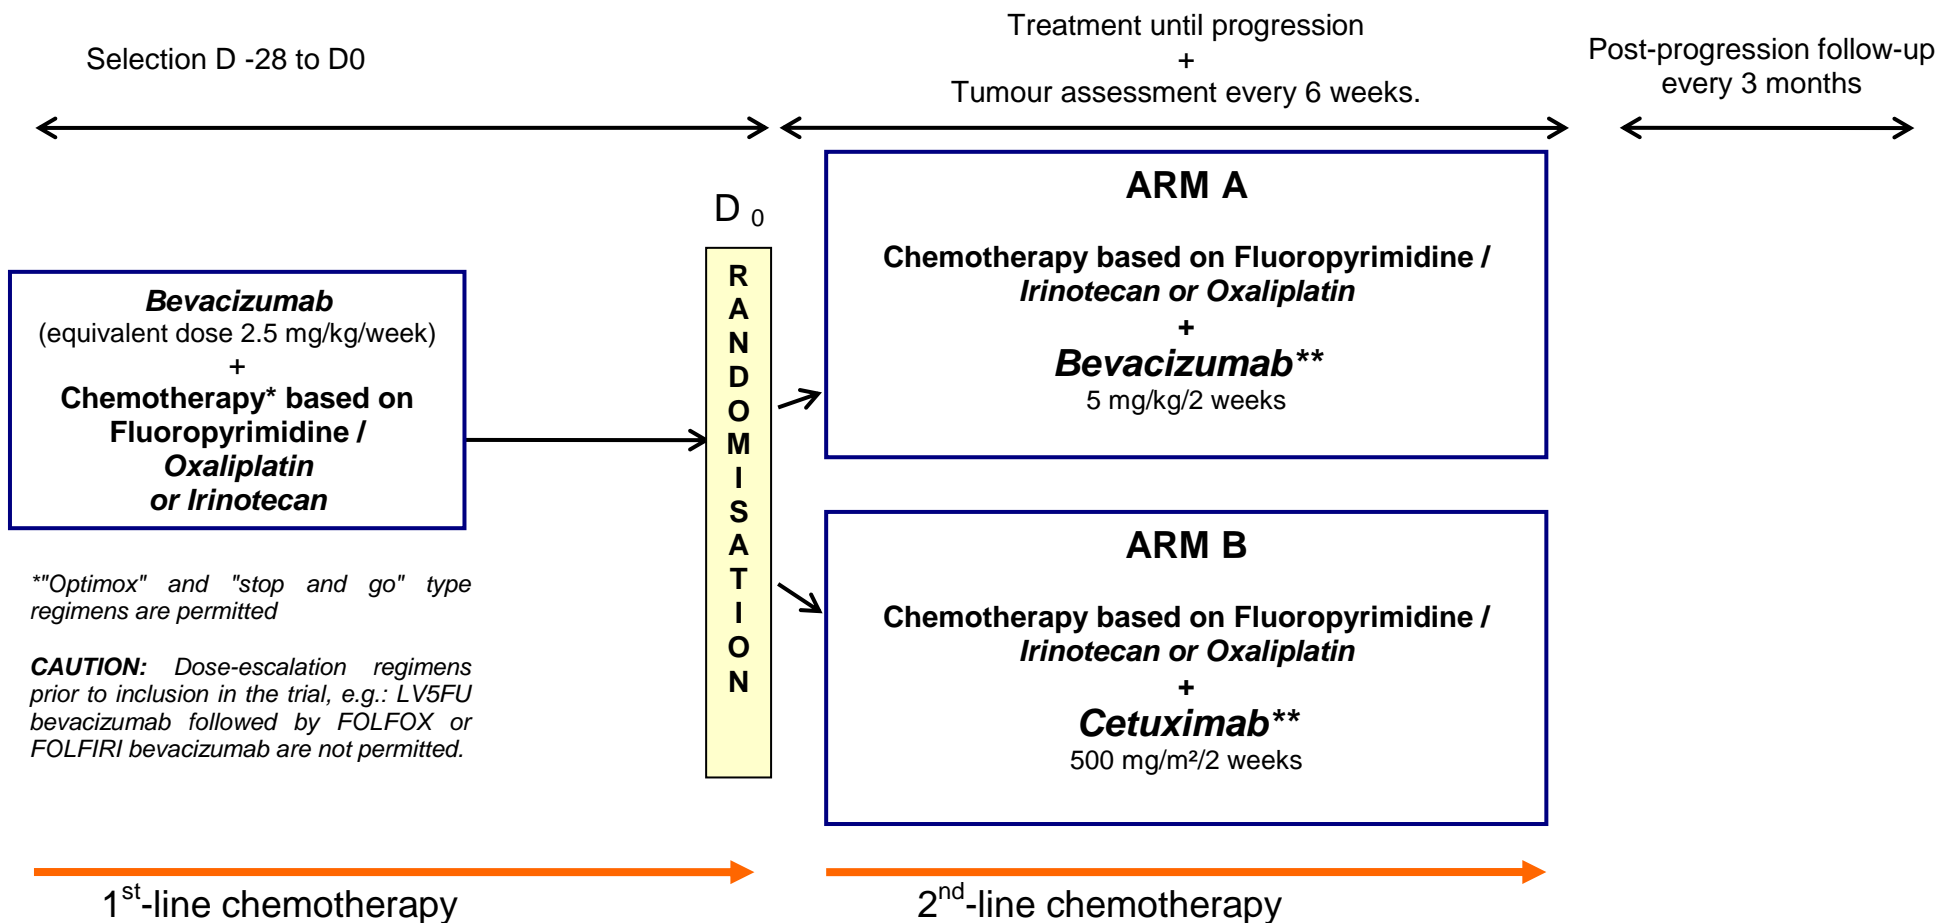 Selection D -28 to D0
Treatment until progression
+
Tumour assessment every 6 weeks.
Post-progression follow-up
every 3 months
Bevacizumab
(equivalent dose 2.5 mg/kg/week)
+
Chemotherapy* based on
Fluoropyrimidine /
Oxaliplatin
or Irinotecan
*"Optimox" and "stop and go" type
regimens are permitted
CAUTION: Dose-escalation regimens
prior to inclusion in the trial, e.g.: LV5FU
bevacizumab followed by FOLFOX or
FOLFIRI bevacizumab are not permitted.
D 0
R
A
N
D
O
M
I
S
A
T
I
O
N
ARM A
Chemotherapy based on Fluoropyrimidine /
Irinotecan or Oxaliplatin
+
Bevacizumab**
5 mg/kg/2 weeks
ARM B
Chemotherapy based on Fluoropyrimidine /
Irinotecan or Oxaliplatin
+
Cetuximab**
500 mg/m²/2 weeks
1st-line chemotherapy
2nd-line chemotherapy